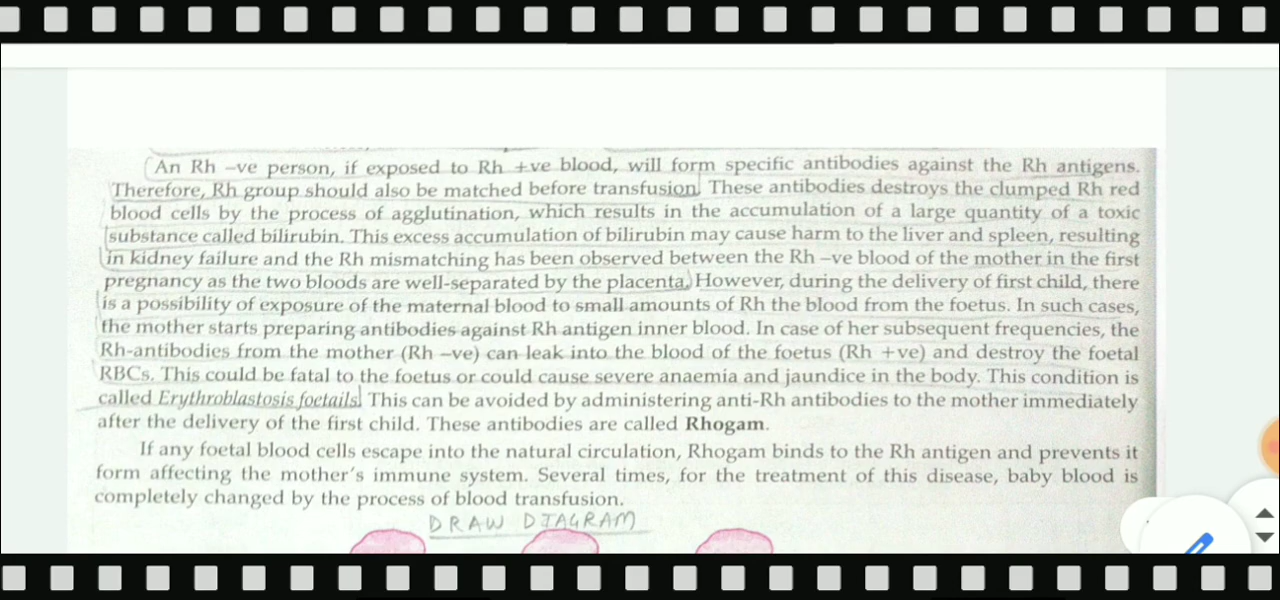 An Rh –ve person, if exposed to Rh +ve blood, will form specific antibodies against the Rh antigens.
Therefore, Rh group should also be matched before transfusion. These antibodies destroys the clumped Rh red
blood cells by the process of agglutination, which results in the accumulation of a large quantity of a toxic
substance called bilirubin. This excess accumulation of bilirubin may cause harm to the liver and spleen, resulting
in kidney failure and the Rh mismatching has been observed between the Rh –ve blood of the mother in the first
pregnancy as the two bloods are well-separated by the placenta. However, during the delivery of first child, there
is a possibility of exposure of the maternal blood to small amounts of Rh the blood from the foetus. In such cases,
the mother starts preparing antibodies against Rh antigen inner blood. In case of her subsequent frequencies, the
Rh-antibodies from the mother (Rh –ve) can leak into the blood of the foetus (Rh +ve) and destroy the foetal
RBCs. This could be fatal to the foetus or could cause severe anaemia and jaundice in the body. This condition is
called Erythroblastosis foetails. This can be avoided by administering anti-Rh antibodies to the mother immediately
after the delivery of the first child. These antibodies are called Rhogam.
If any foetal blood cells escape into the natural circulation, Rhogam binds to the Rh antigen and prevents it
form affecting the mother's immune system. Several times, for the treatment of this disease, baby blood is
completely changed by the process of blood transfusion.
DRAW DIAGRAM